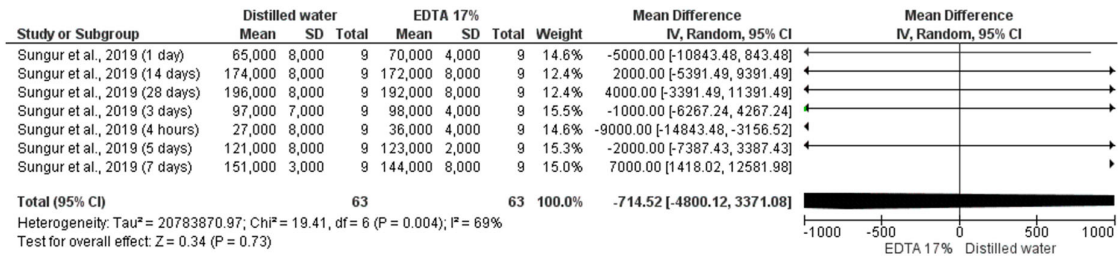 Distilled water EDTA 17% Mean Difference Mean Difference
Study or Subgroup Mean SD Total Mean SD Total Weight IV, Random, 95% CI IV, Random, 95% CI
Sungur et al., 2019 (1 day) 65,000 8,000 9 70,000 4,000 9 14.6% -5000.00 [-10843.48, 843.48]
Sungur et al., 2019 (14 days) 174,000 8,000 9 172,000 8,000 9 12.4% 2000.00 [-5391.49, 9391.49]
Sungur et al., 2019 (28 days) 196,000 8,000 9 192,000 8,000 9 12.4% 4000.00 [-3391.49, 11391.49]
Sungur et al., 2019 (3 days) 97,000 7,000 9 98,000 4,000 9 15.5% -1000.00 [-6267.24, 4267.24]
Sungur et al., 2019 (4 hours) 27,000 8,000 9 36,000 4,000 9 14.6% -9000.00 [-14843.48, -3156.52]
Sungur et al., 2019 (5 days) 121,000 8,000 9 123,000 2,000 9 15.3% -2000.00 [-7387.43, 3387.43]
Sungur et al., 2019 (7 days) 151,000 3,000 9 144,000 8,000 9 15.0% 7000.00 [1418.02, 12581.98]
Total (95% CI) 63 63 100.0% -714.52 [-4800.12, 3371.08]
Heterogeneity: Tau² = 20783870.97; Chi² = 19.41, df = 6 (P = 0.004); I² = 69%
Test for overall effect: Z = 0.34 (P = 0.73)
-1000 -500 0 500 1000
EDTA 17% Distilled water